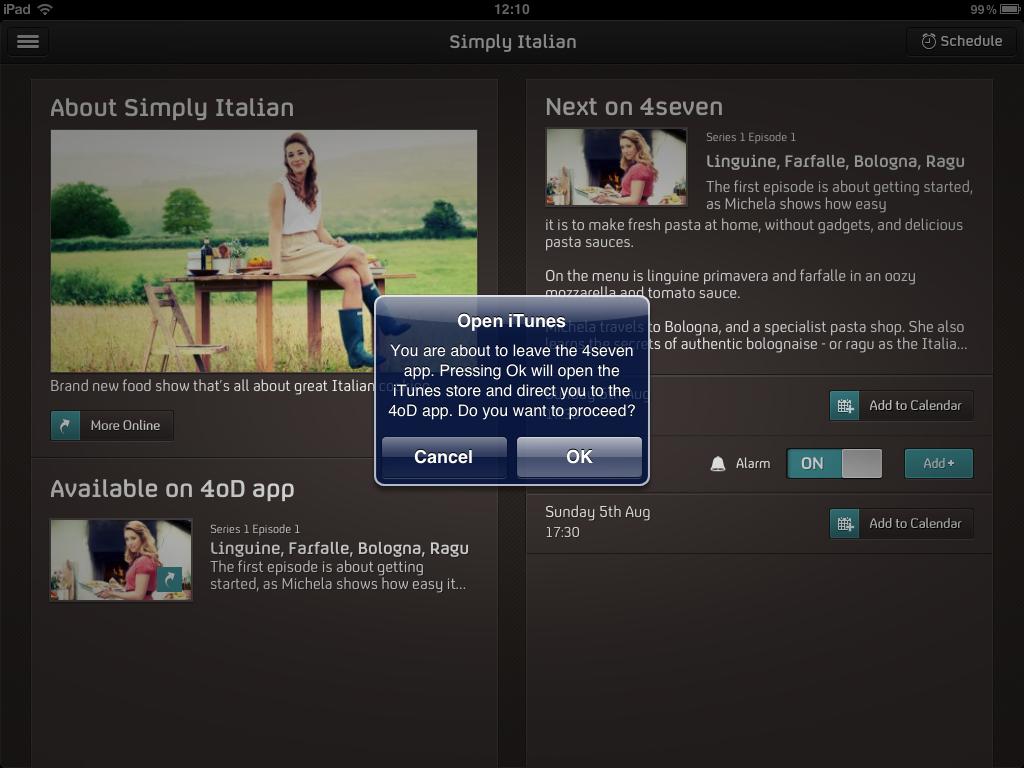 iPad
12:10
99%
Simply Italian
Schedule
About Simply Italian
Brand new food show that's all about great Italian
More Online
Available on 4oD app
Series 1 Episode 1
Linguine, Farfalle, Bologna, Ragu
The first episode is about getting
started, as Michela shows how easy it...
Next on 4seven
Series 1 Episode 1
Linguine, Farfalle, Bologna, Ragu
The first episode is about getting started,
as Michela shows how easy
it is to make fresh pasta at home, without gadgets, and delicious
pasta sauces.
On the menu is linguine primavera and farfalle in an oozy
mozzarella and tomato sauce.
Michela travels to Bologna, and a specialist pasta shop. She also
learns the secrets of authentic bolognaise - or ragu as the Italia...
Add to Calendar
Alarm
ON
Add+
Sunday 5th Aug
17:30
Add to Calendar
Open iTunes
You are about to leave the 4seven
app. Pressing Ok will open the
iTunes store and direct you to the
4oD app. Do you want to proceed?
Cancel
OK